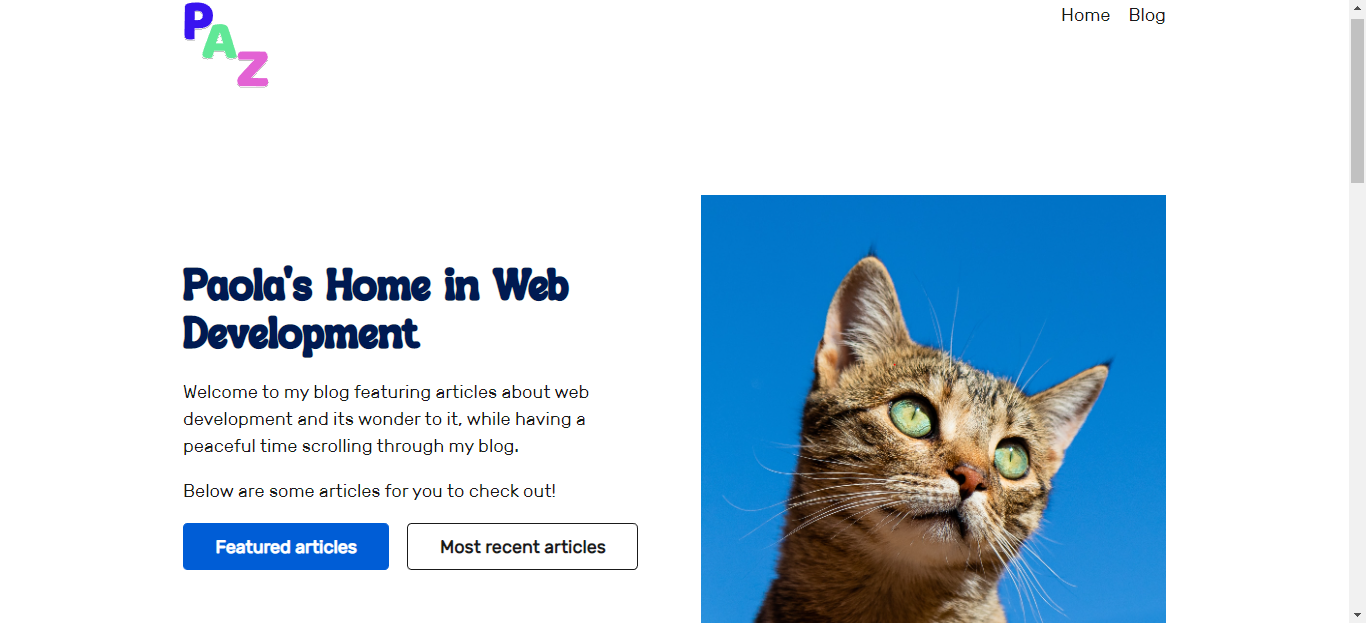 PAZ
Home Blog
Paola's Home in Web
Development
Welcome to my blog featuring articles about web
development and its wonder to it, while having a
peaceful time scrolling through my blog.
Below are some articles for you to check out!
Featured articles Most recent articles